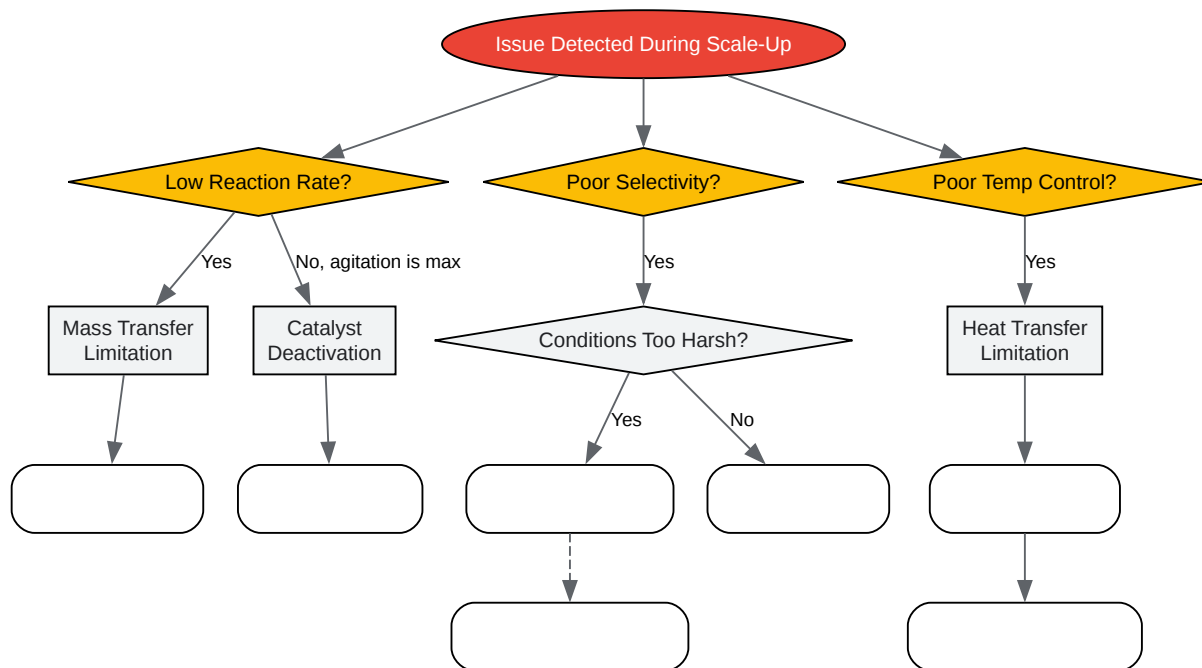 Issue Detected During Scale-Up
Low Reaction Rate?
Poor Selectivity?
Poor Temp Control?
Yes
No, agitation is max
Yes
Yes
Mass Transfer
Limitation
Catalyst
Deactivation
Conditions Too Harsh?
Heat Transfer
Limitation
Yes
No